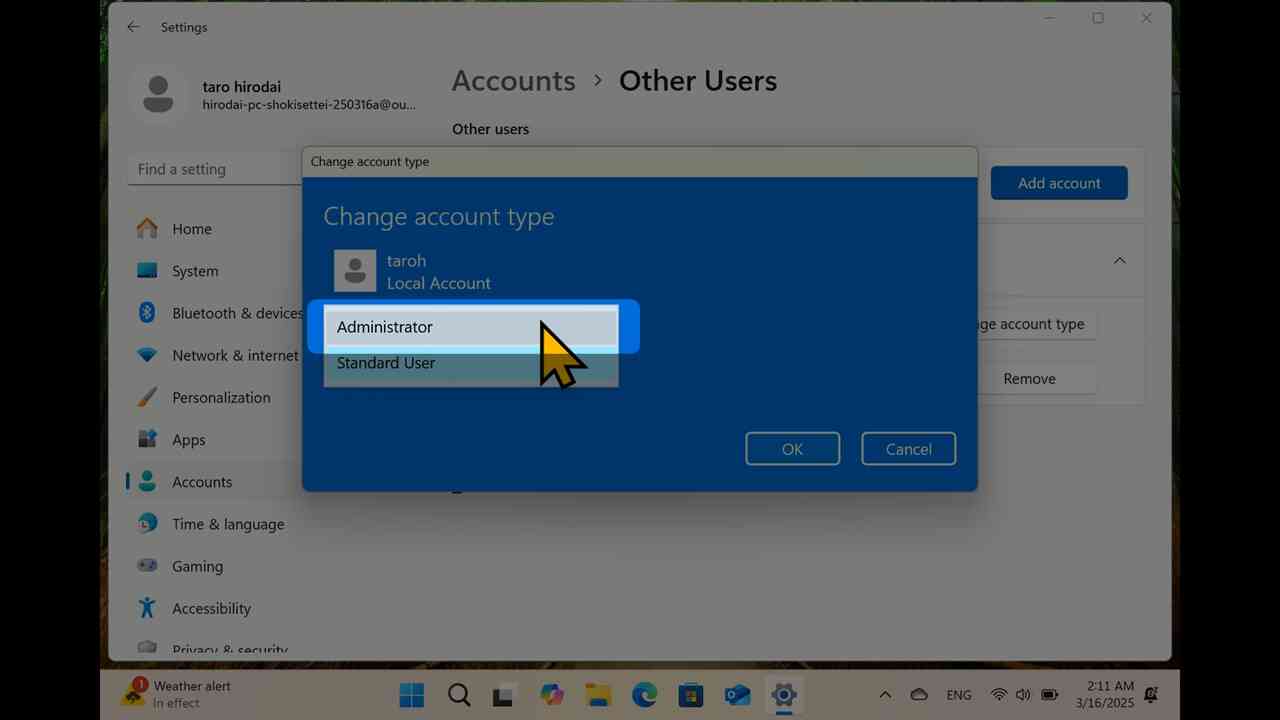 Settings
taro hirodai
hirodai-pc-shokisettei-250316a@ou...
Find a setting
Home
System
Bluetooth & devices
Network & internet
Personalization
Apps
Accounts
Time & language
Gaming
Accessibility
Privacy & security
Accounts > Other Users
Other users
Add account
ge account type
Remove
Change account type
Change account type
taroh
Local Account
Administrator
Standard User
OK
Cancel
1
Weather alert
In effect
ENG
2:11 AM
3/16/2025